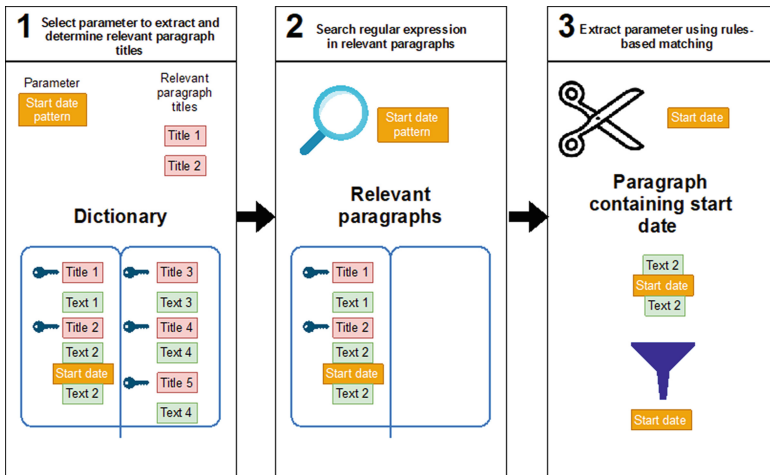 1 Select parameter to extract and
determine relevant paragraph
titles
Parameter
Start date
pattern
Relevant
paragraph
titles
Title 1
Title 2
Dictionary
Title 1
Text 1
Title 2
Text 2
Start date
Text 2
Title 3
Text 3
Title 4
Text 4
Title 5
Text 4
2 Search regular expression
in relevant paragraphs
Start date
pattern
Relevant
paragraphs
Title 1
Text 1
Title 2
Text 2
Start date
Text 2
3 Extract parameter using rules-
based matching
Start date
Paragraph
containing start
date
Text 2
Start date
Text 2
Start date